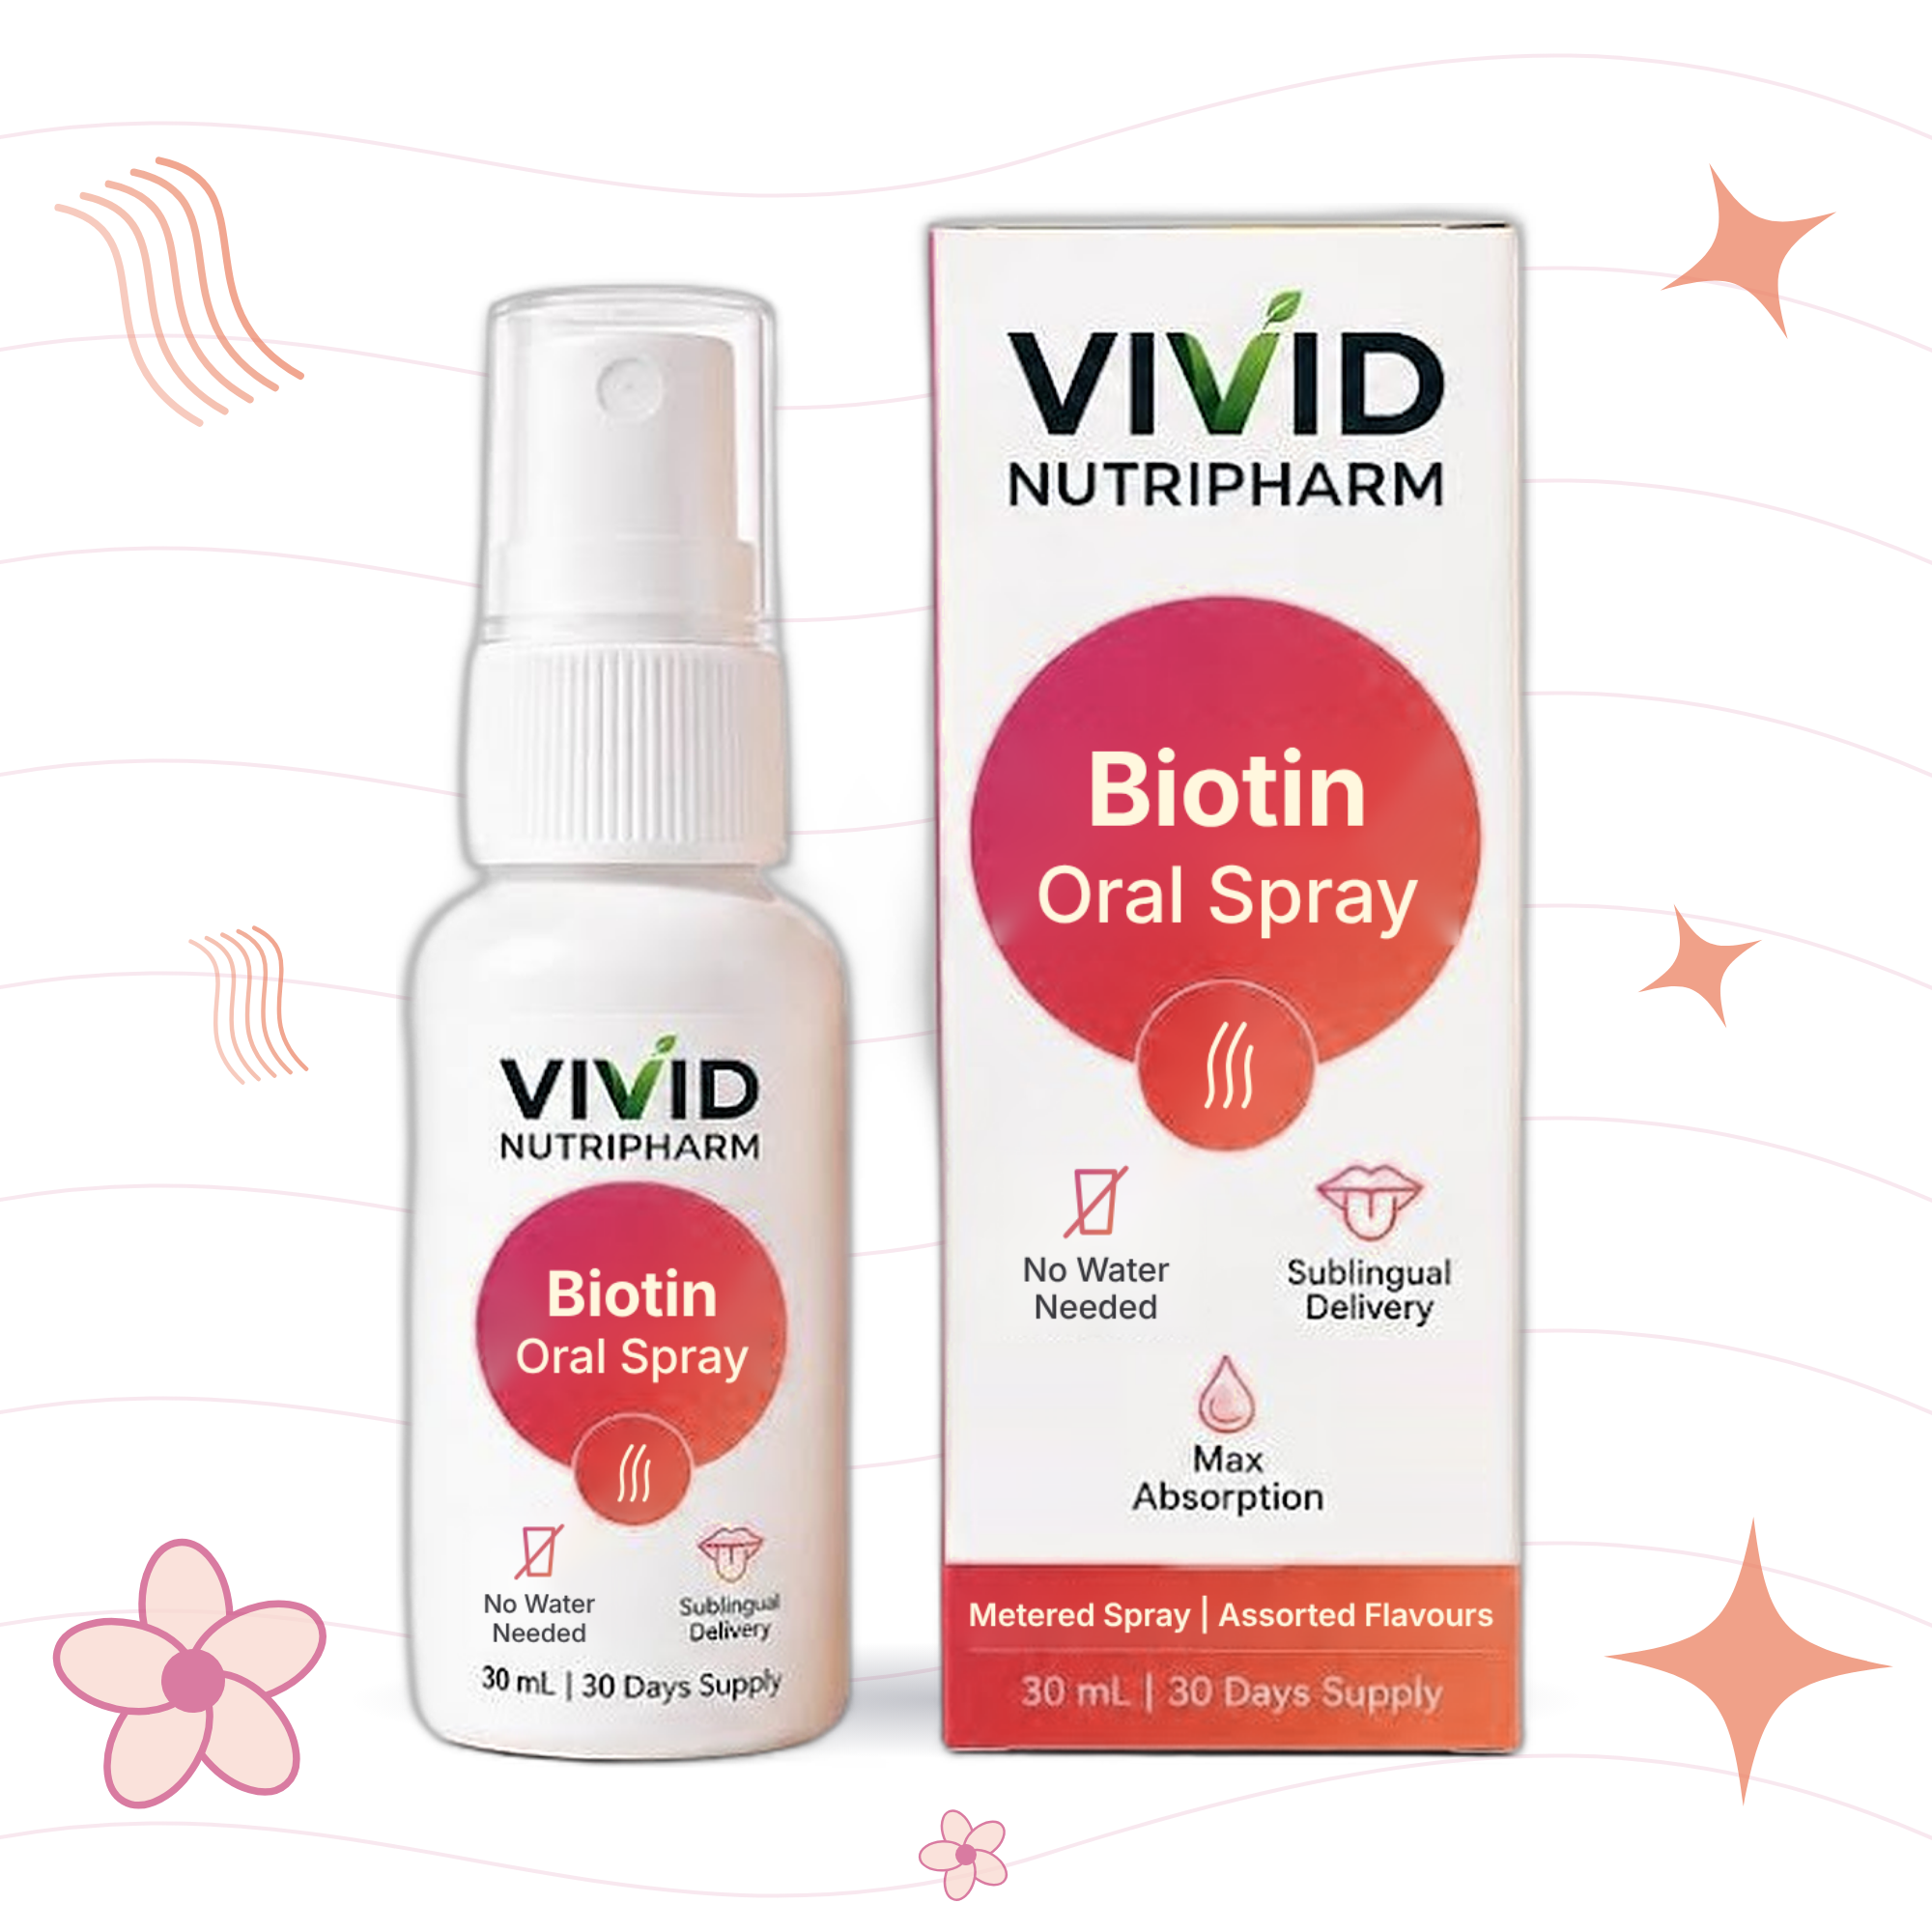 VIVID
NUTRIPHARM
Biotin
Oral Spray
No Water
Needed
Sublingual
Delivery
30 mL | 30 Days Supply
VIVID
NUTRIPHARM
Biotin
Oral Spray
No Water
Needed
Sublingual
Delivery
Max
Absorption
Metered Spray | Assorted Flavours
30 mL | 30 Days Supply